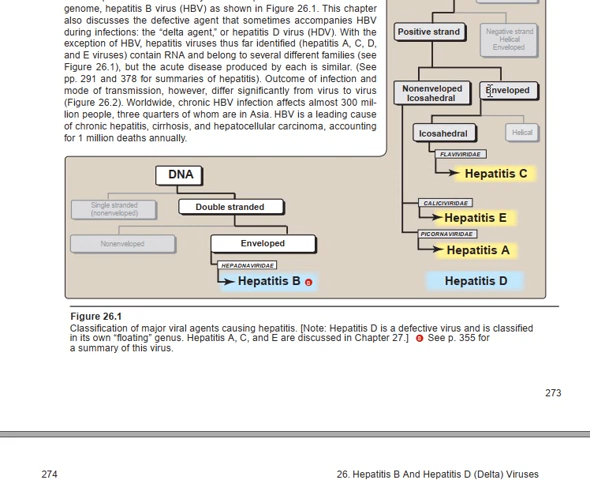 genome, hepatitis B virus (HBV) as shown in Figure 26.1. This chapter
also discusses the defective agent that sometimes accompanies HBV
during infections: the “delta agent,” or hepatitis D virus (HDV). With the
exception of HBV, hepatitis viruses thus far identified (hepatitis A, C, D,
and E viruses) contain RNA and belong to several different families (see
Figure 26.1), but the acute disease produced by each is similar. (See
pp. 291 and 378 for summaries of hepatitis). Outcome of infection and
mode of transmission, however, differ significantly from virus to virus
(Figure 26.2). Worldwide, chronic HBV infection affects almost 300 mil-
lion people, three quarters of whom are in Asia. HBV is a leading cause
of chronic hepatitis, cirrhosis, and hepatocellular carcinoma, accounting
for 1 million deaths annually.
Positive strand
Negative strand
Helical
Enveloped
Nonenveloped
Icosahedral
Enveloped
Icosahedral
Helical
FLAVIVIRIDAE
Hepatitis C
CALICIVIRIDAE
Hepatitis E
PICORNAVIRIDAE
Hepatitis A
Hepatitis D
DNA
Single stranded
(nonenveloped)
Double stranded
Nonenveloped
Enveloped
HEPADNAVIRIDAE
Hepatitis B
Figure 26.1
Classification of major viral agents causing hepatitis. [Note: Hepatitis D is a defective virus and is classified
in its own “floating” genus. Hepatitis A, C, and E are discussed in Chapter 27.] See p. 355 for
a summary of this virus.
273
274
26. Hepatitis B And Hepatitis D (Delta) Viruses